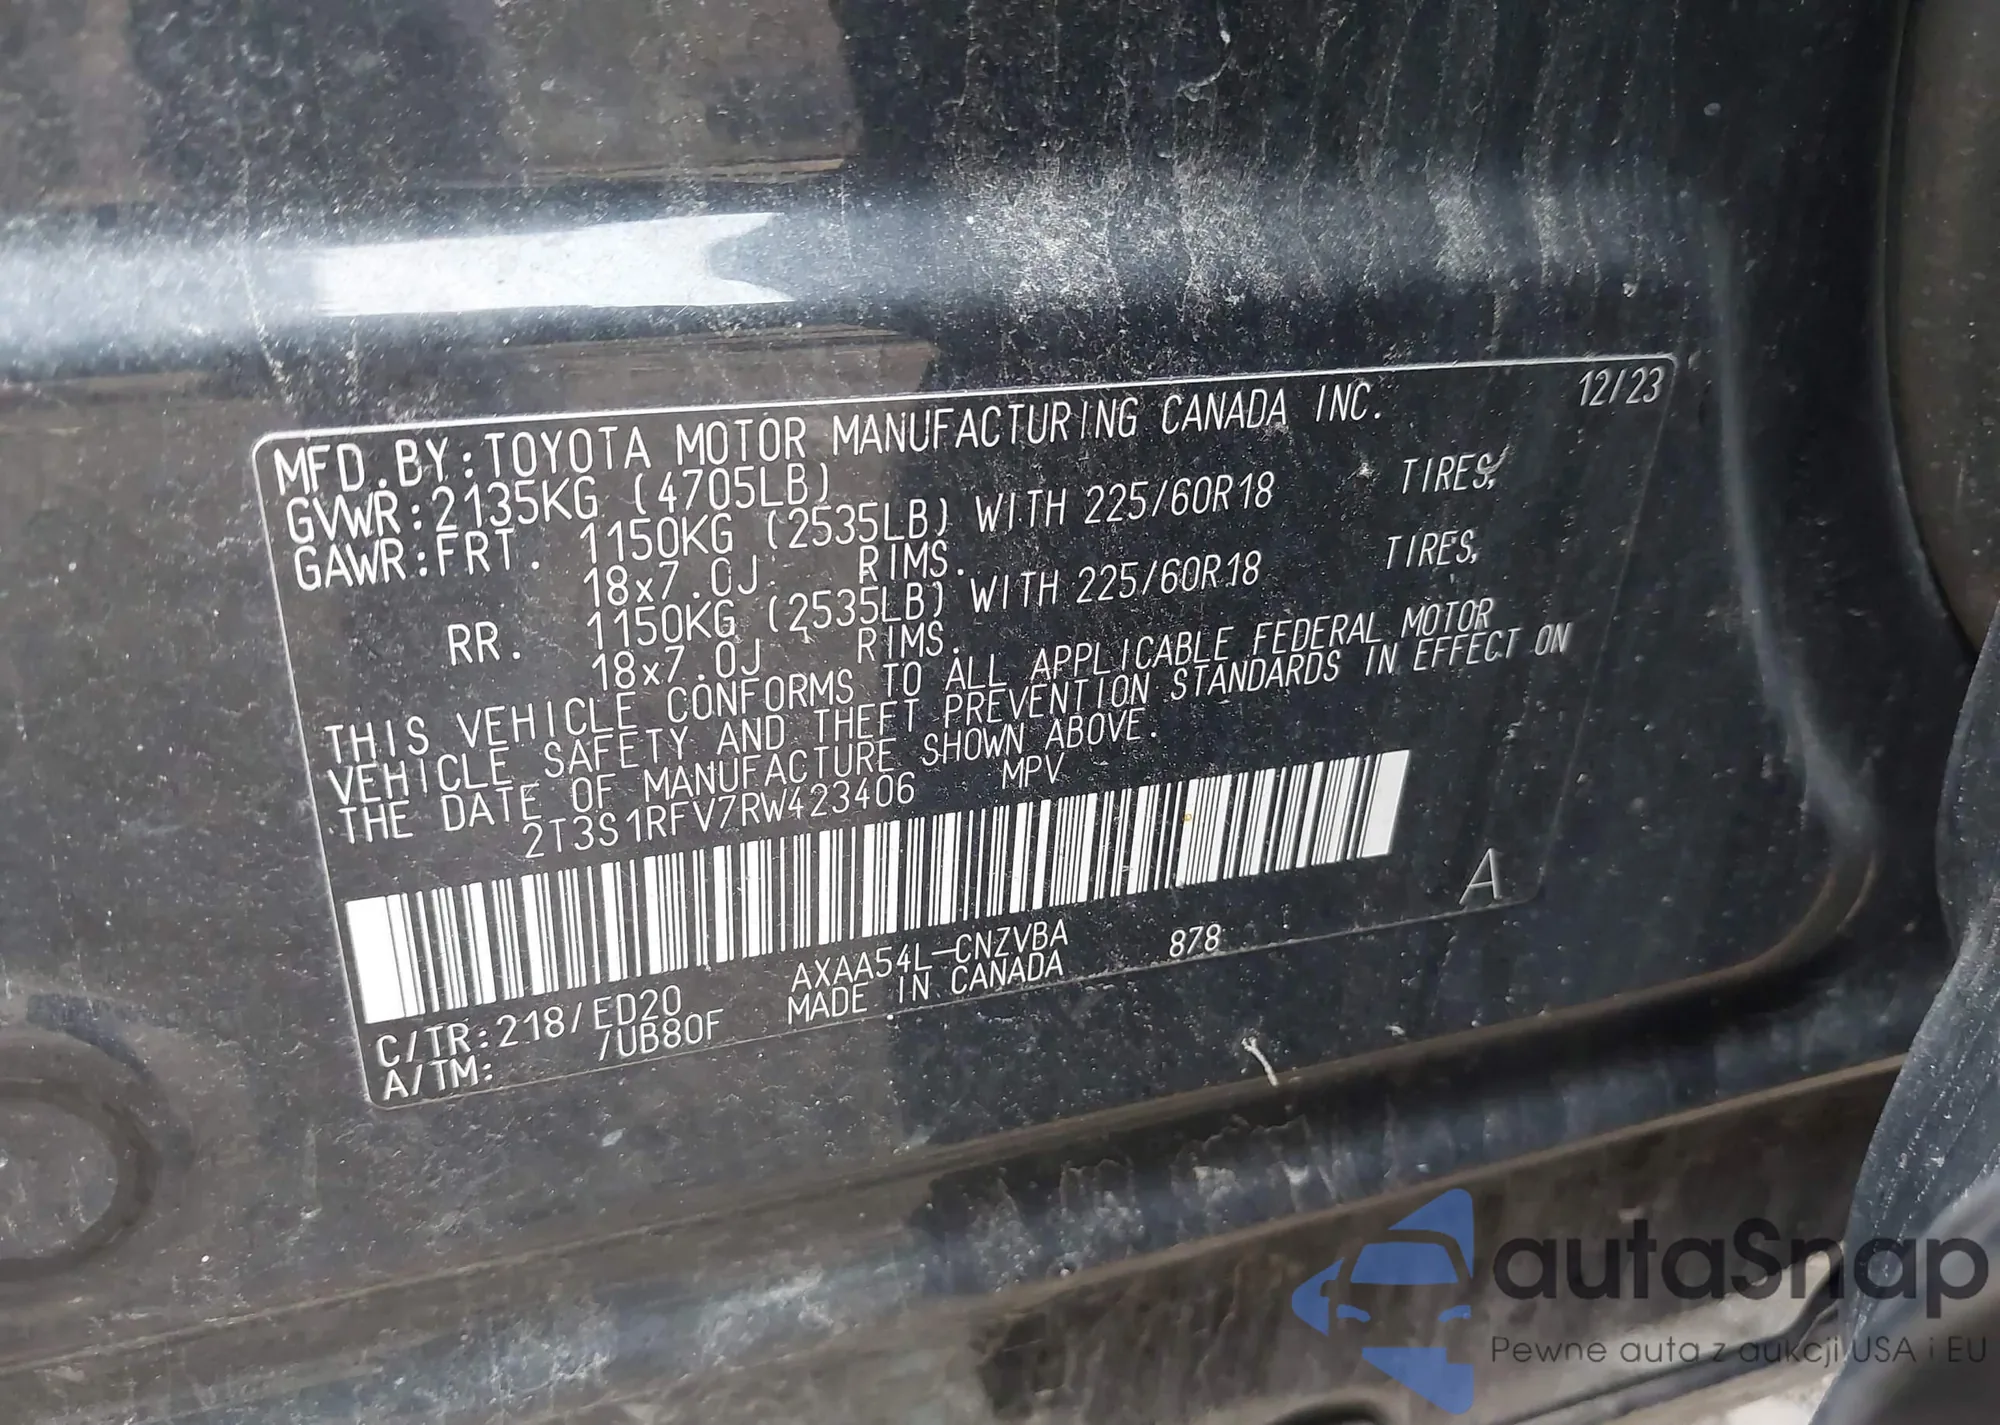 12/23
MFD.BY:TOYOTA MOTOR MANUFACTURING CANADA INC.
GVWR:2135KG (4705LB)
GAWR:FRT. 1150KG (2535LB) WITH 225/60R18 TIRES,
18x7.0J RIMS.
RR. 1150KG (2535LB) WITH 225/60R18 TIRES,
18x7.0J RIMS.
THIS VEHICLE CONFORMS TO ALL APPLICABLE FEDERAL MOTOR
VEHICLE SAFETY AND THEFT PREVENTION STANDARDS IN EFFECT ON
THE DATE OF MANUFACTURE SHOWN ABOVE.
2T3S1RFV7RW423406 MPV
A
C/TR:218/ED20 AXAA54L-CNZVBA 878
A/TM: /UB80F MADE IN CANADA
autaSnap
Pewne auta z aukcji USA i EU